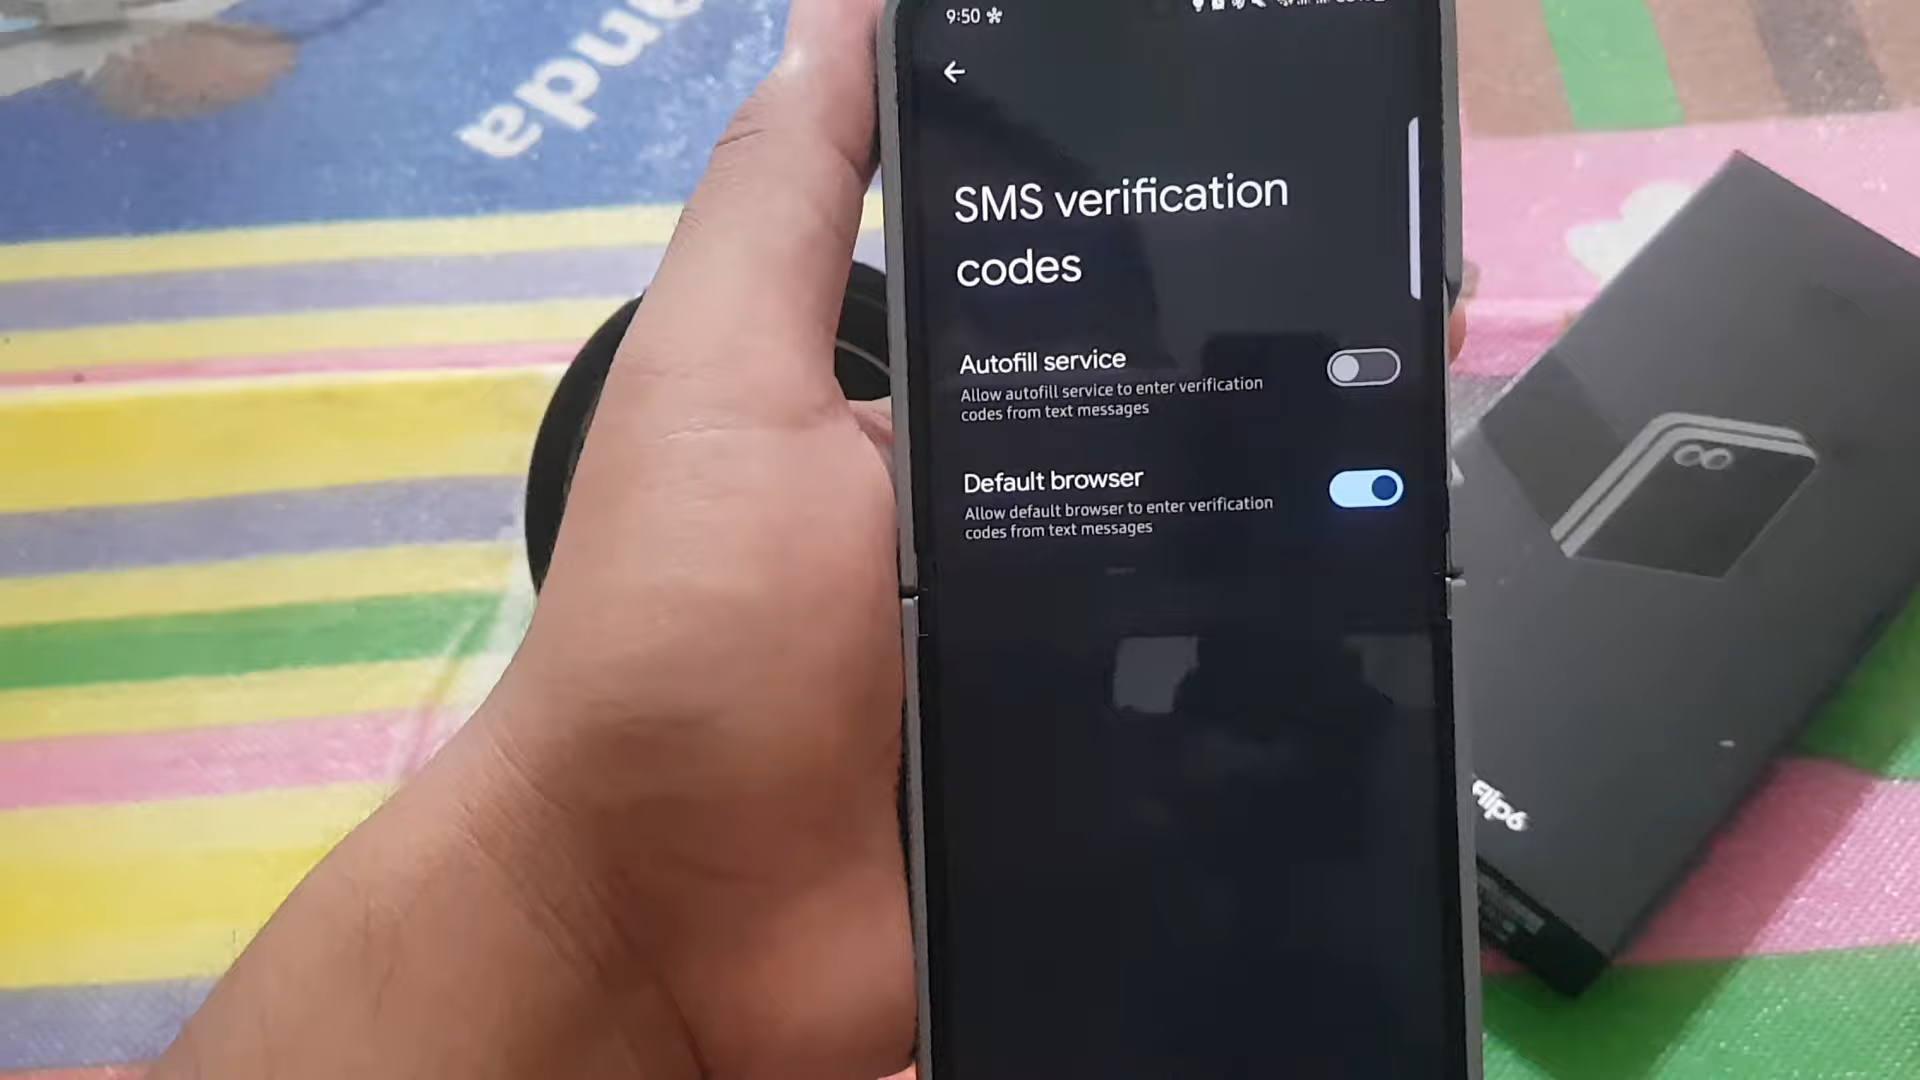 anda
9:50
SMS verification
codes
Autofill service
Allow autofill service to enter verification
codes from text messages
Default browser
Allow default browser to enter verification
codes from text messages
Flip6